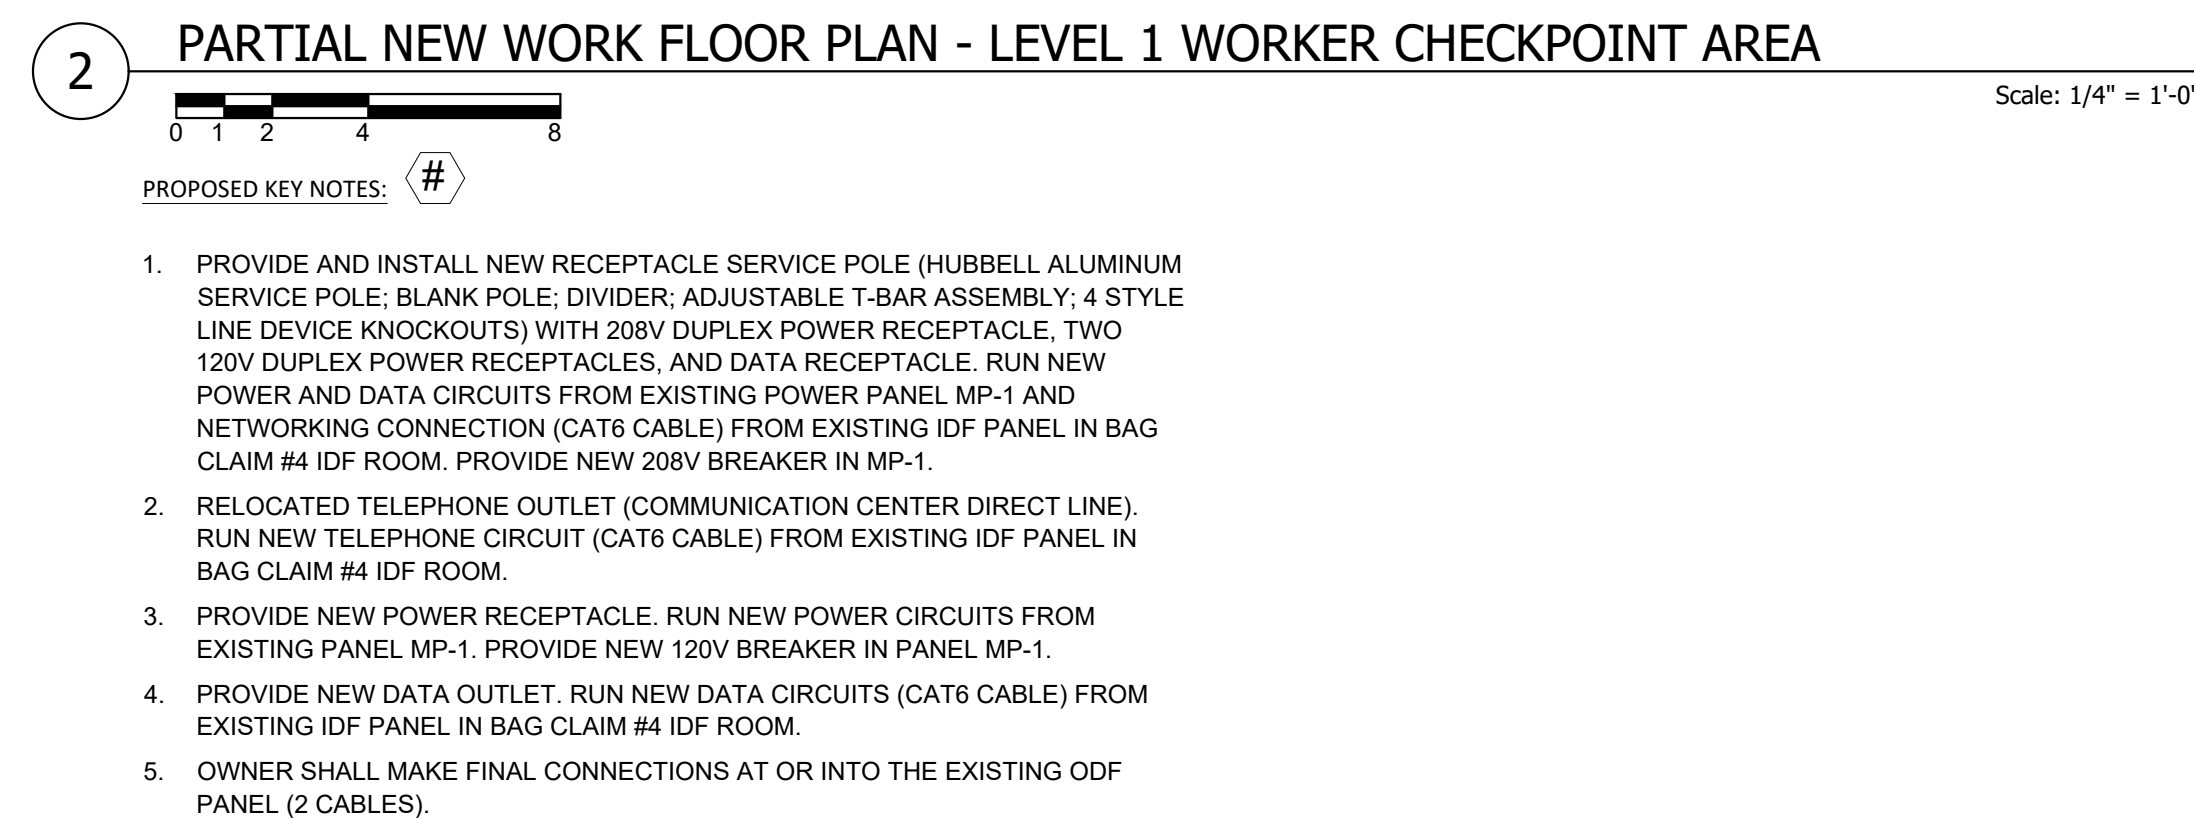 2
PARTIAL NEW WORK FLOOR PLAN - LEVEL 1 WORKER CHECKPOINT AREA
Scale: 1/4" = 1'-0"
0 1 2 4 8
PROPOSED KEY NOTES: #
1. PROVIDE AND INSTALL NEW RECEPTACLE SERVICE POLE (HUBBELL ALUMINUM
SERVICE POLE; BLANK POLE; DIVIDER; ADJUSTABLE T-BAR ASSEMBLY; 4 STYLE
LINE DEVICE KNOCKOUTS) WITH 208V DUPLEX POWER RECEPTACLE, TWO
120V DUPLEX POWER RECEPTACLES, AND DATA RECEPTACLE. RUN NEW
POWER AND DATA CIRCUITS FROM EXISTING POWER PANEL MP-1 AND
NETWORKING CONNECTION (CAT6 CABLE) FROM EXISTING IDF PANEL IN BAG
CLAIM #4 IDF ROOM. PROVIDE NEW 208V BREAKER IN MP-1.
2. RELOCATED TELEPHONE OUTLET (COMMUNICATION CENTER DIRECT LINE).
RUN NEW TELEPHONE CIRCUIT (CAT6 CABLE) FROM EXISTING IDF PANEL IN
BAG CLAIM #4 IDF ROOM.
3. PROVIDE NEW POWER RECEPTACLE. RUN NEW POWER CIRCUITS FROM
EXISTING PANEL MP-1. PROVIDE NEW 120V BREAKER IN PANEL MP-1.
4. PROVIDE NEW DATA OUTLET. RUN NEW DATA CIRCUITS (CAT6 CABLE) FROM
EXISTING IDF PANEL IN BAG CLAIM #4 IDF ROOM.
5. OWNER SHALL MAKE FINAL CONNECTIONS AT OR INTO THE EXISTING ODF
PANEL (2 CABLES).